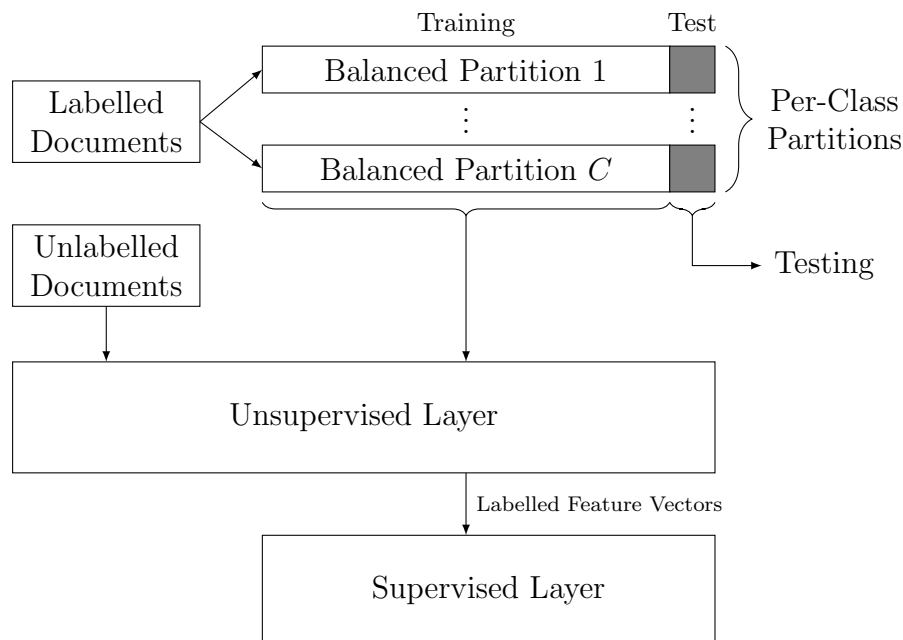 Training
Test
Balanced Partition 1
Labelled
Documents
Per-Class
Partitions
Balanced Partition C
Unlabelled
Documents
Testing
Unsupervised Layer
Labelled Feature Vectors
Supervised Layer